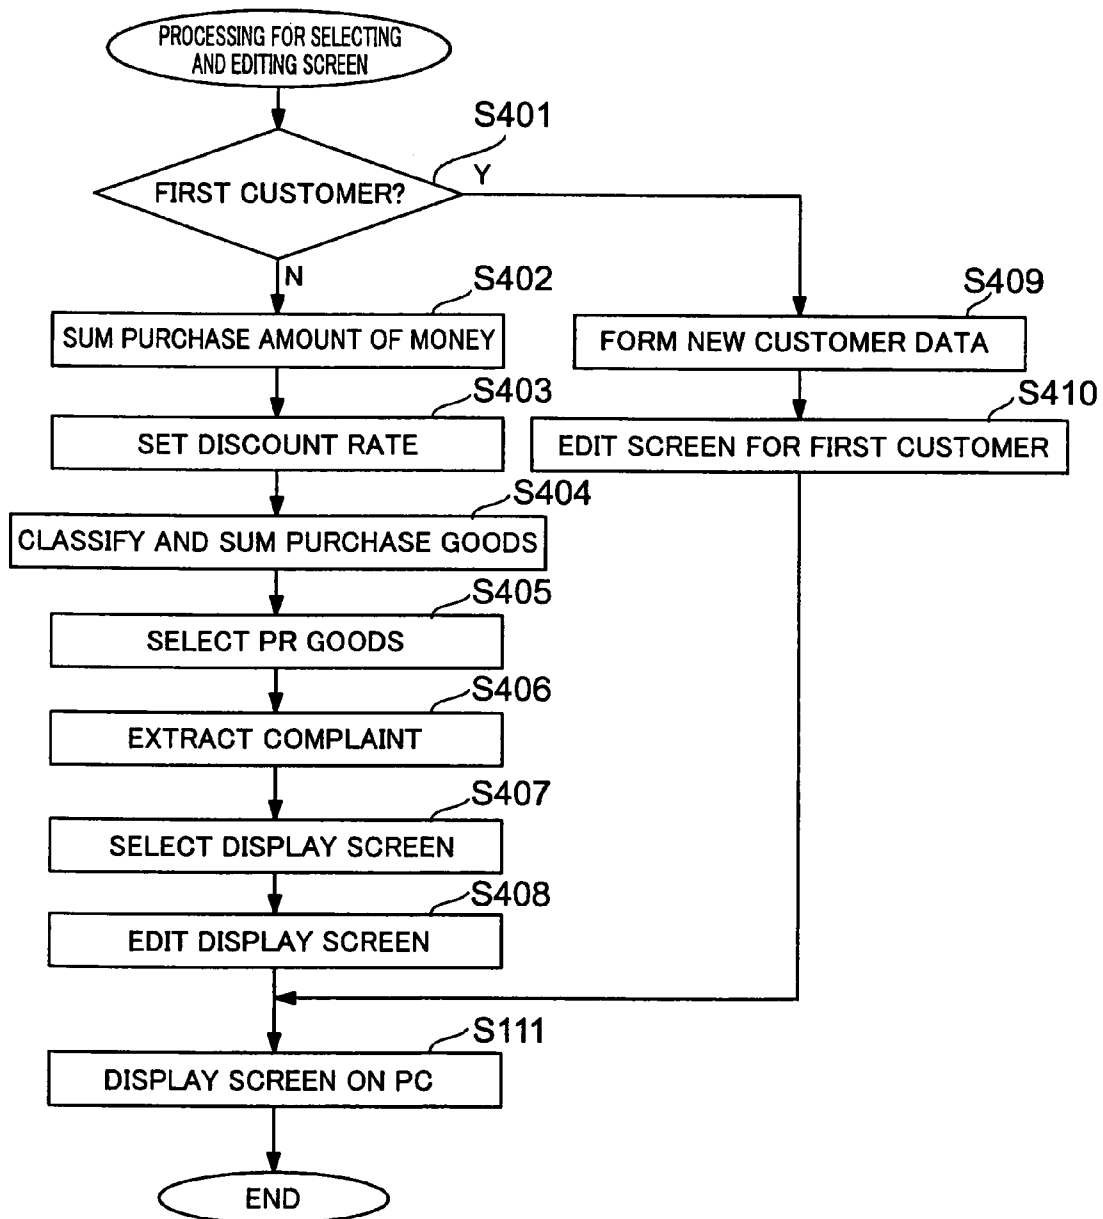 PROCESSING FOR SELECTING
AND EDITING SCREEN
S401
FIRST CUSTOMER?
Y
N
S402
SUM PURCHASE AMOUNT OF MONEY
S409
FORM NEW CUSTOMER DATA
S403
SET DISCOUNT RATE
S410
EDIT SCREEN FOR FIRST CUSTOMER
S404
CLASSIFY AND SUM PURCHASE GOODS
S405
SELECT PR GOODS
S406
EXTRACT COMPLAINT
S407
SELECT DISPLAY SCREEN
S408
EDIT DISPLAY SCREEN
S111
DISPLAY SCREEN ON PC
END